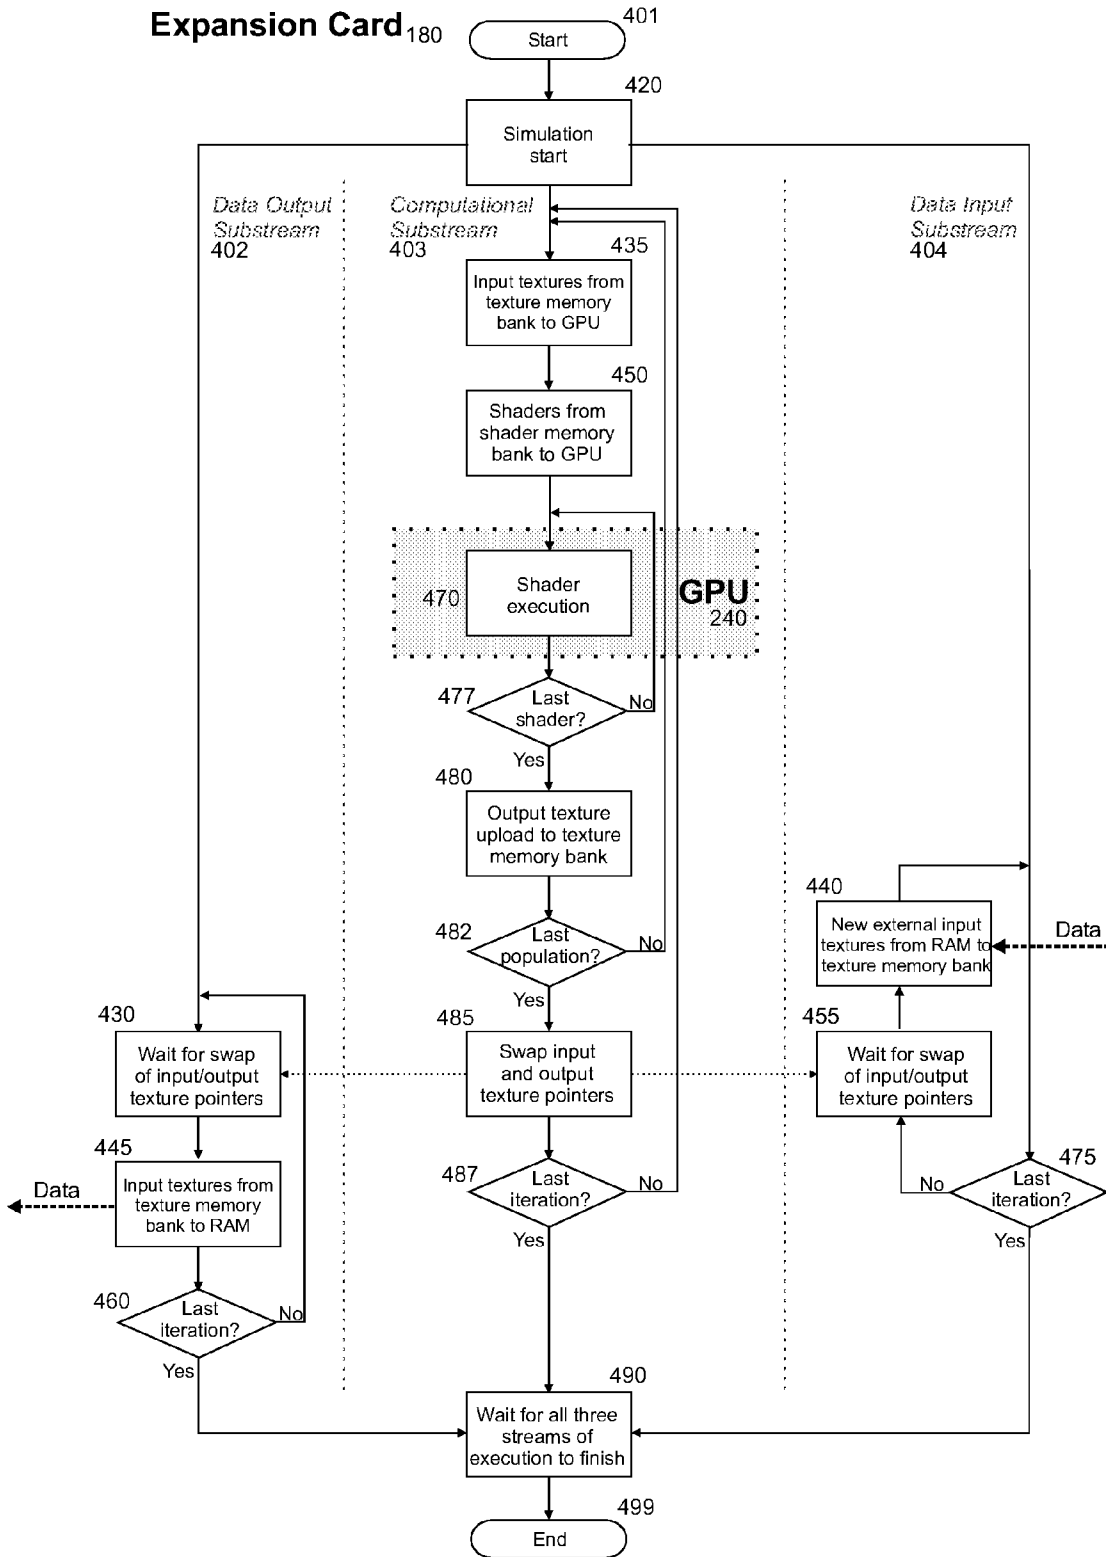 Expansion Card 180
401
Start
420
Simulation
start
Data Output
Substream
402
Computational
Substream
403
Data Input
Substream
404
435
Input textures from
texture memory
bank to GPU
450
Shaders from
shader memory
bank to GPU
470
Shader
execution
GPU
240
477
Last
shader?
No
Yes
480
Output texture
upload to texture
memory bank
482
Last
population?
No
Yes
440
New external input
textures from RAM to
texture memory bank
Data
430
Wait for swap
of input/output
texture pointers
485
Swap input
and output
texture pointers
455
Wait for swap
of input/output
texture pointers
445
Input textures from
texture memory
bank to RAM
Data
487
Last
iteration?
No
Yes
475
Last
iteration?
No
Yes
460
Last
iteration?
No
Yes
490
Wait for all three
streams of
execution to finish
499
End